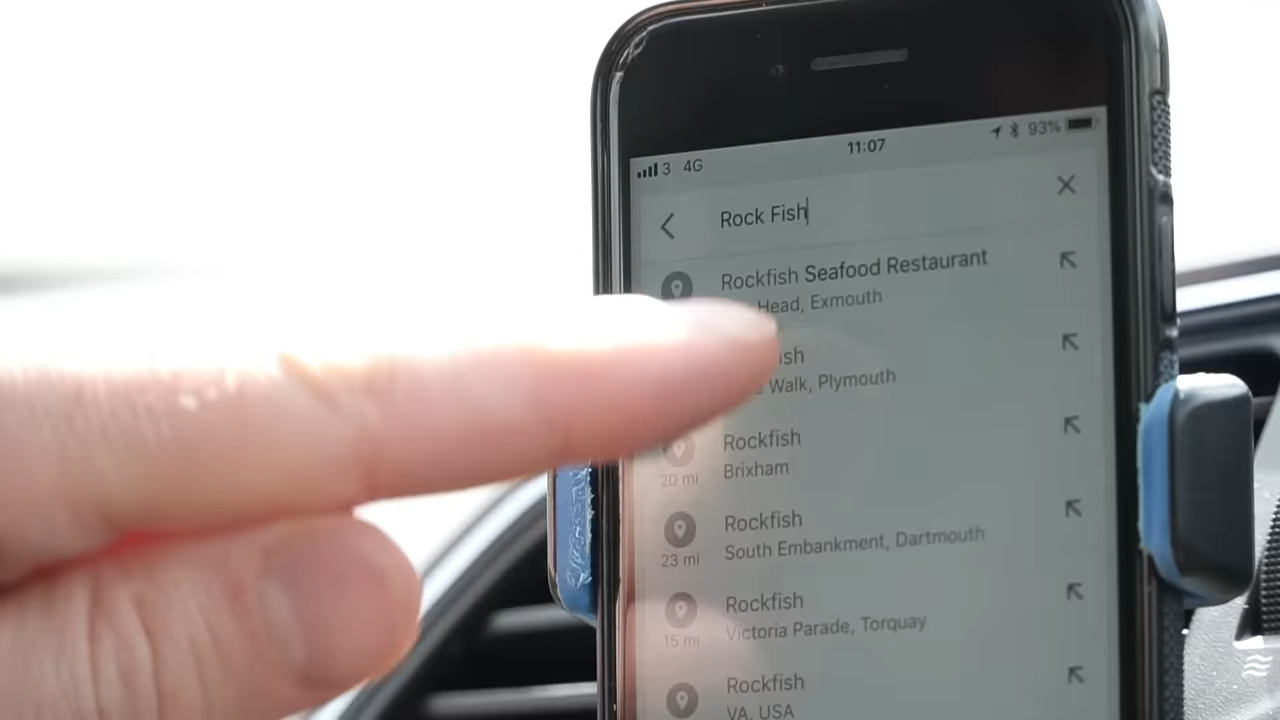 3 4G
11:07
93%
Rock Fish
Rockfish Seafood Restaurant
Head, Exmouth
Walk, Plymouth
Rockfish
Brixham
20 mi
Rockfish
South Embankment, Dartmouth
23 mi
Rockfish
Victoria Parade, Torquay
15 mi
Rockfish
VA, USA